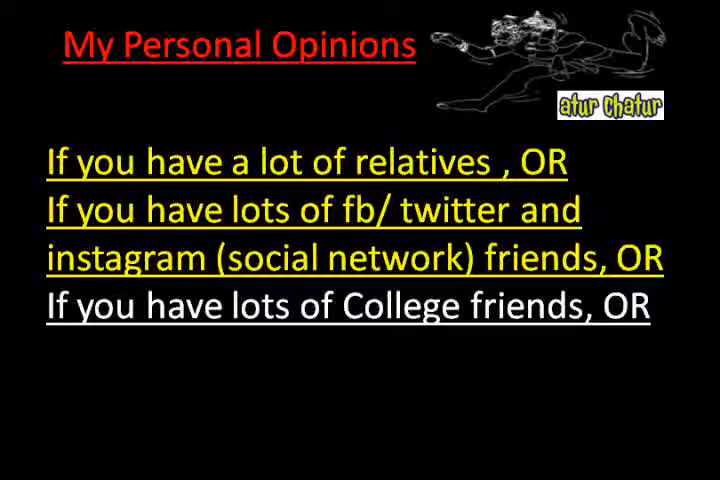 My Personal Opinions
atur chatur
If you have a lot of relatives , OR
If you have lots of fb/ twitter and
instagram (social network) friends, OR
If you have lots of College friends, OR